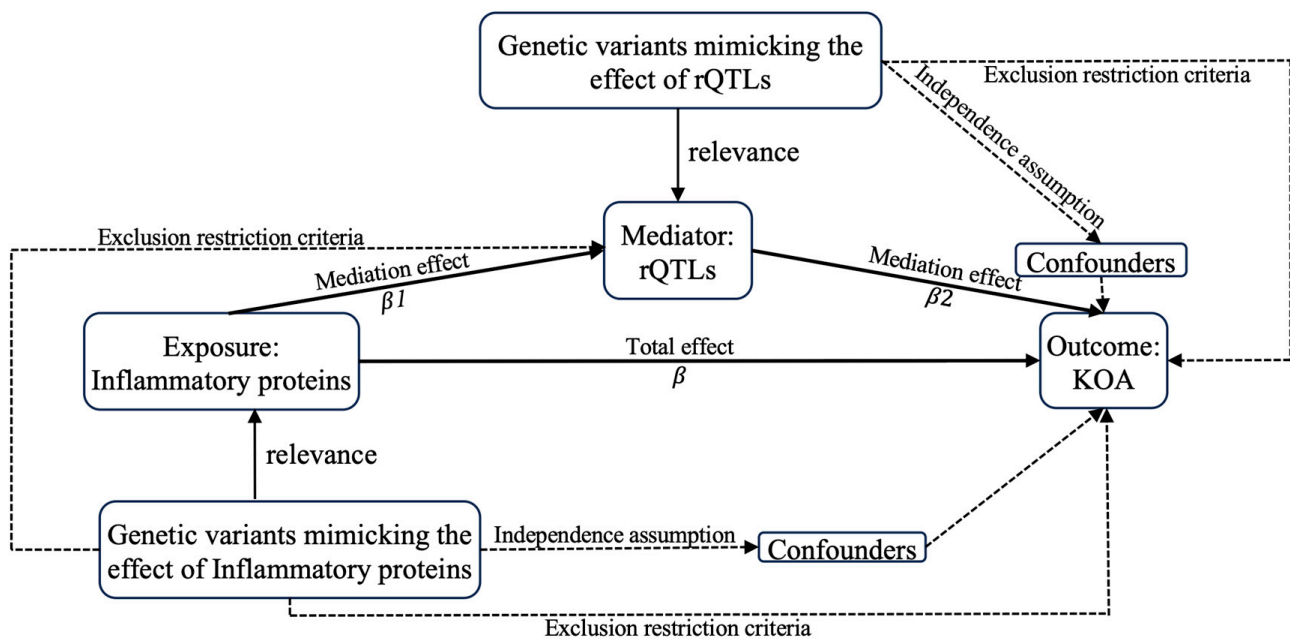 Genetic variants mimicking the
effect of rQTLs
Exclusion restriction criteria
Independence assumption
relevance
Exclusion restriction criteria
Mediator:
rQTLs
Confounders
Mediation effect
β1
Mediation effect
β2
Exposure:
Inflammatory proteins
Total effect
β
Outcome:
KOA
relevance
Genetic variants mimicking the
effect of Inflammatory proteins
Independence assumption
Confounders
Exclusion restriction criteria